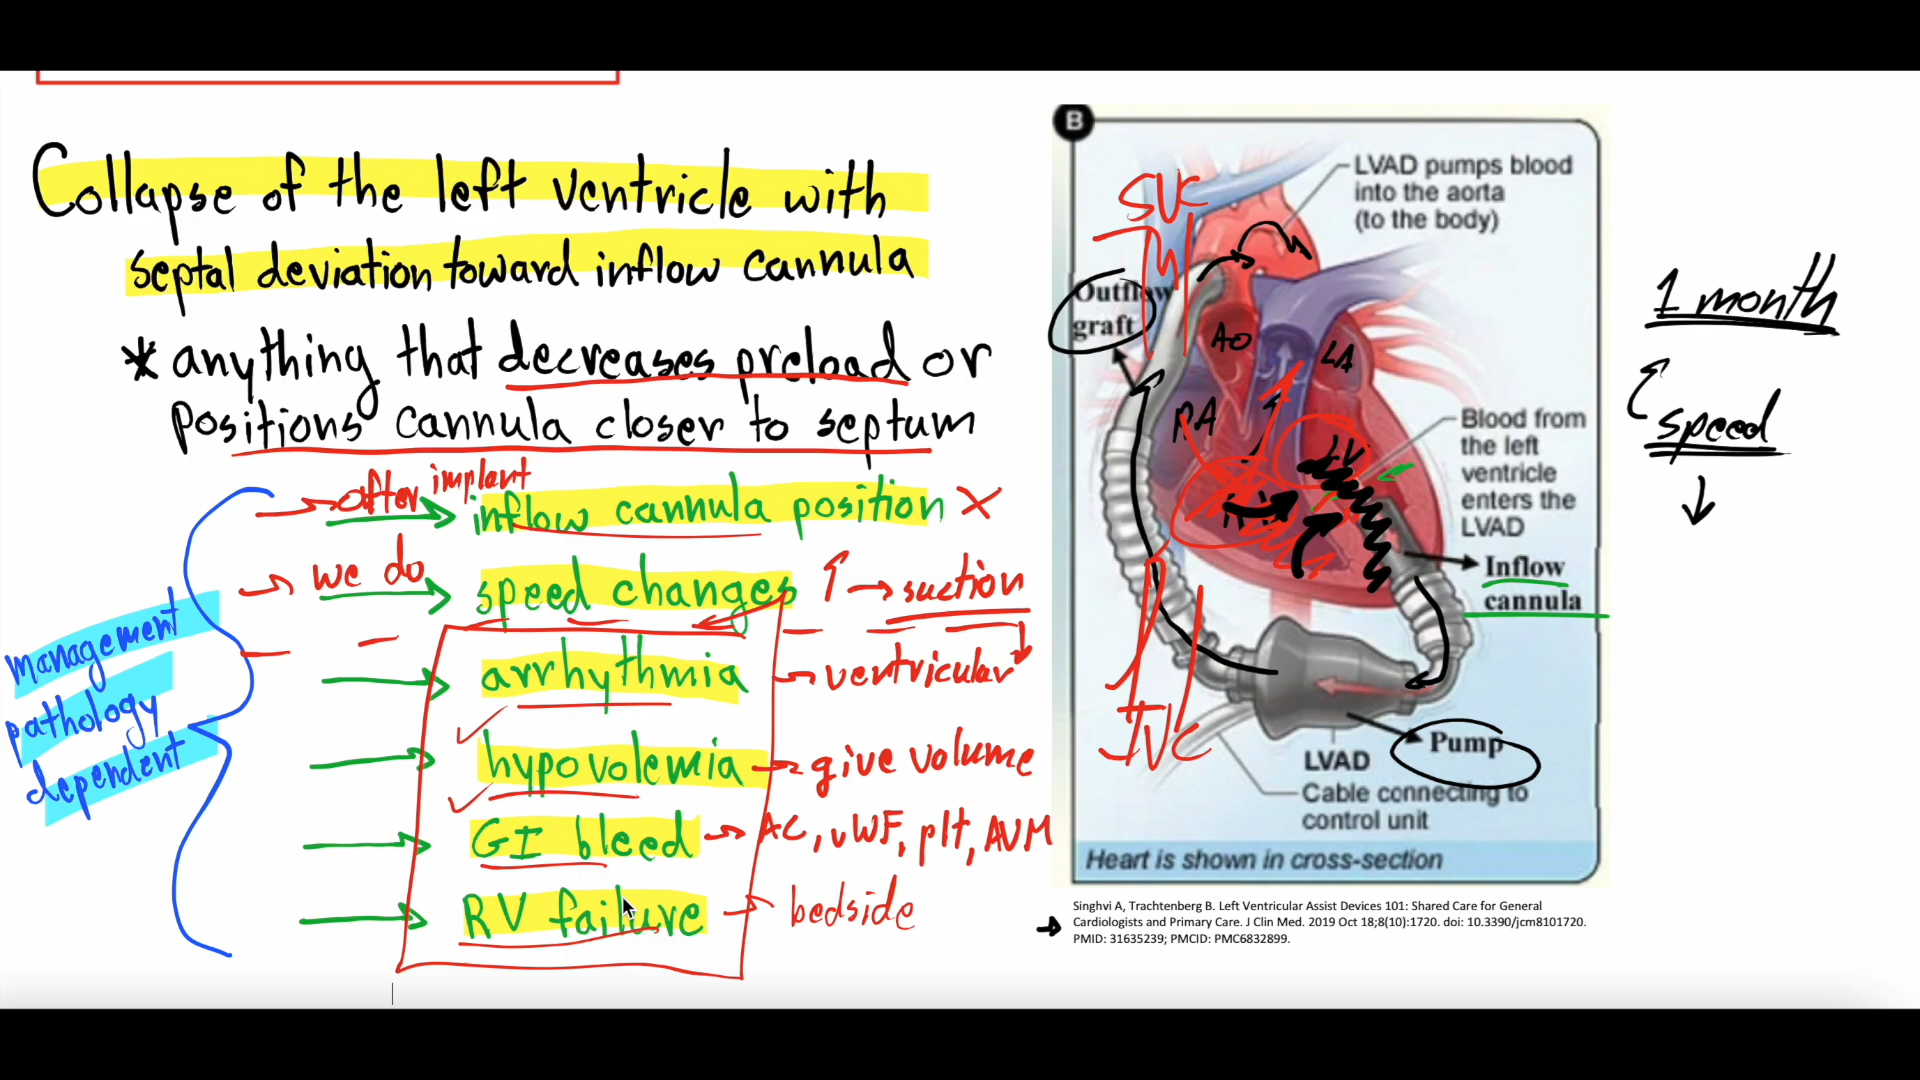 Collapse of the left ventricle with
septal deviation toward inflow cannula
* anything that decreases preload or
positions cannula closer to septum
after implant
inflow cannula position X
we do
speed changes ↑ → suction
arrhythmia → ventricular
hypovolemia → give volume
GI bleed → AC, vWF, plt, AVM
RV failure → bedside
management
pathology
dependent
B
LVAD pumps blood
into the aorta
(to the body)
SVC
Outflow
graft
AO
LA
RA
LV
Blood from
the left
ventricle
enters the
LVAD
Inflow
cannula
IVC
Pump
LVAD
Cable connecting to
control unit
Heart is shown in cross-section
1 month
↑
speed
↓
Singhvi A, Trachtenberg B. Left Ventricular Assist Devices 101: Shared Care for General
Cardiologists and Primary Care. J Clin Med. 2019 Oct 18;8(10):1720. doi: 10.3390/jcm8101720.
PMID: 31635239; PMCID: PMC6832899.